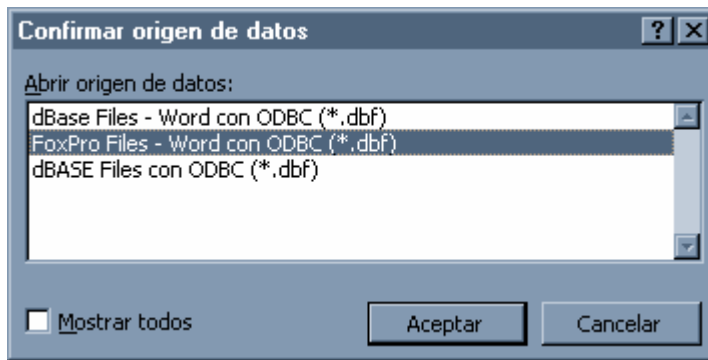 Confirmar origen de datos
Abrir origen de datos:
dBase Files - Word con ODBC (*.dbf)
FoxPro Files - Word con ODBC (*.dbf)
dBASE Files con ODBC (*.dbf)
Mostrar todos
Aceptar
Cancelar